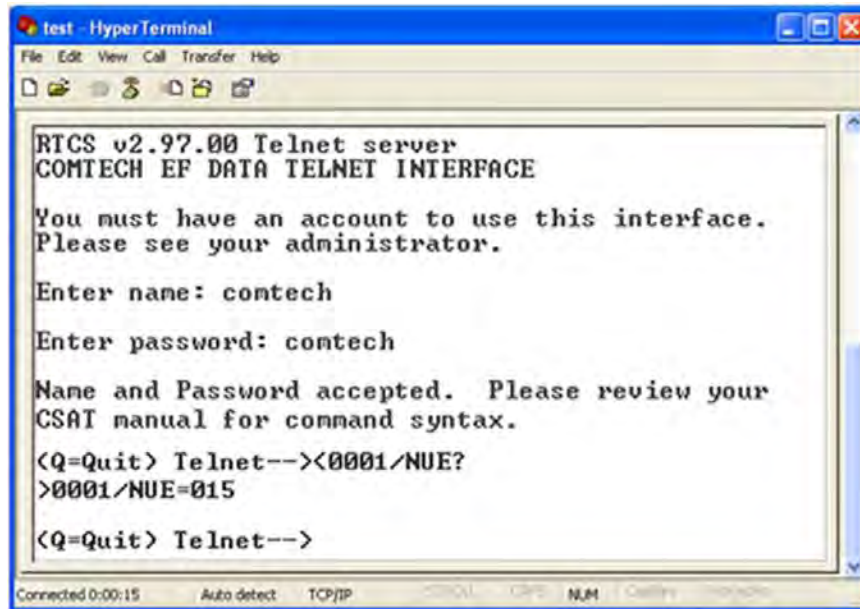 test - HyperTerminal
File Edit View Call Transfer Help
RTCS v2.97.00 Telnet server
COMTECH EF DATA TELNET INTERFACE
You must have an account to use this interface.
Please see your administrator.
Enter name: comtech
Enter password: comtech
Name and Password accepted.  Please review your
CSAT manual for command syntax.
(Q=Quit) Telnet--><0001/NUE?
>0001/NUE=015
(Q=Quit) Telnet-->
Connected 0:00:15 Auto detect TCP/IP SCROLL CAPS NUM